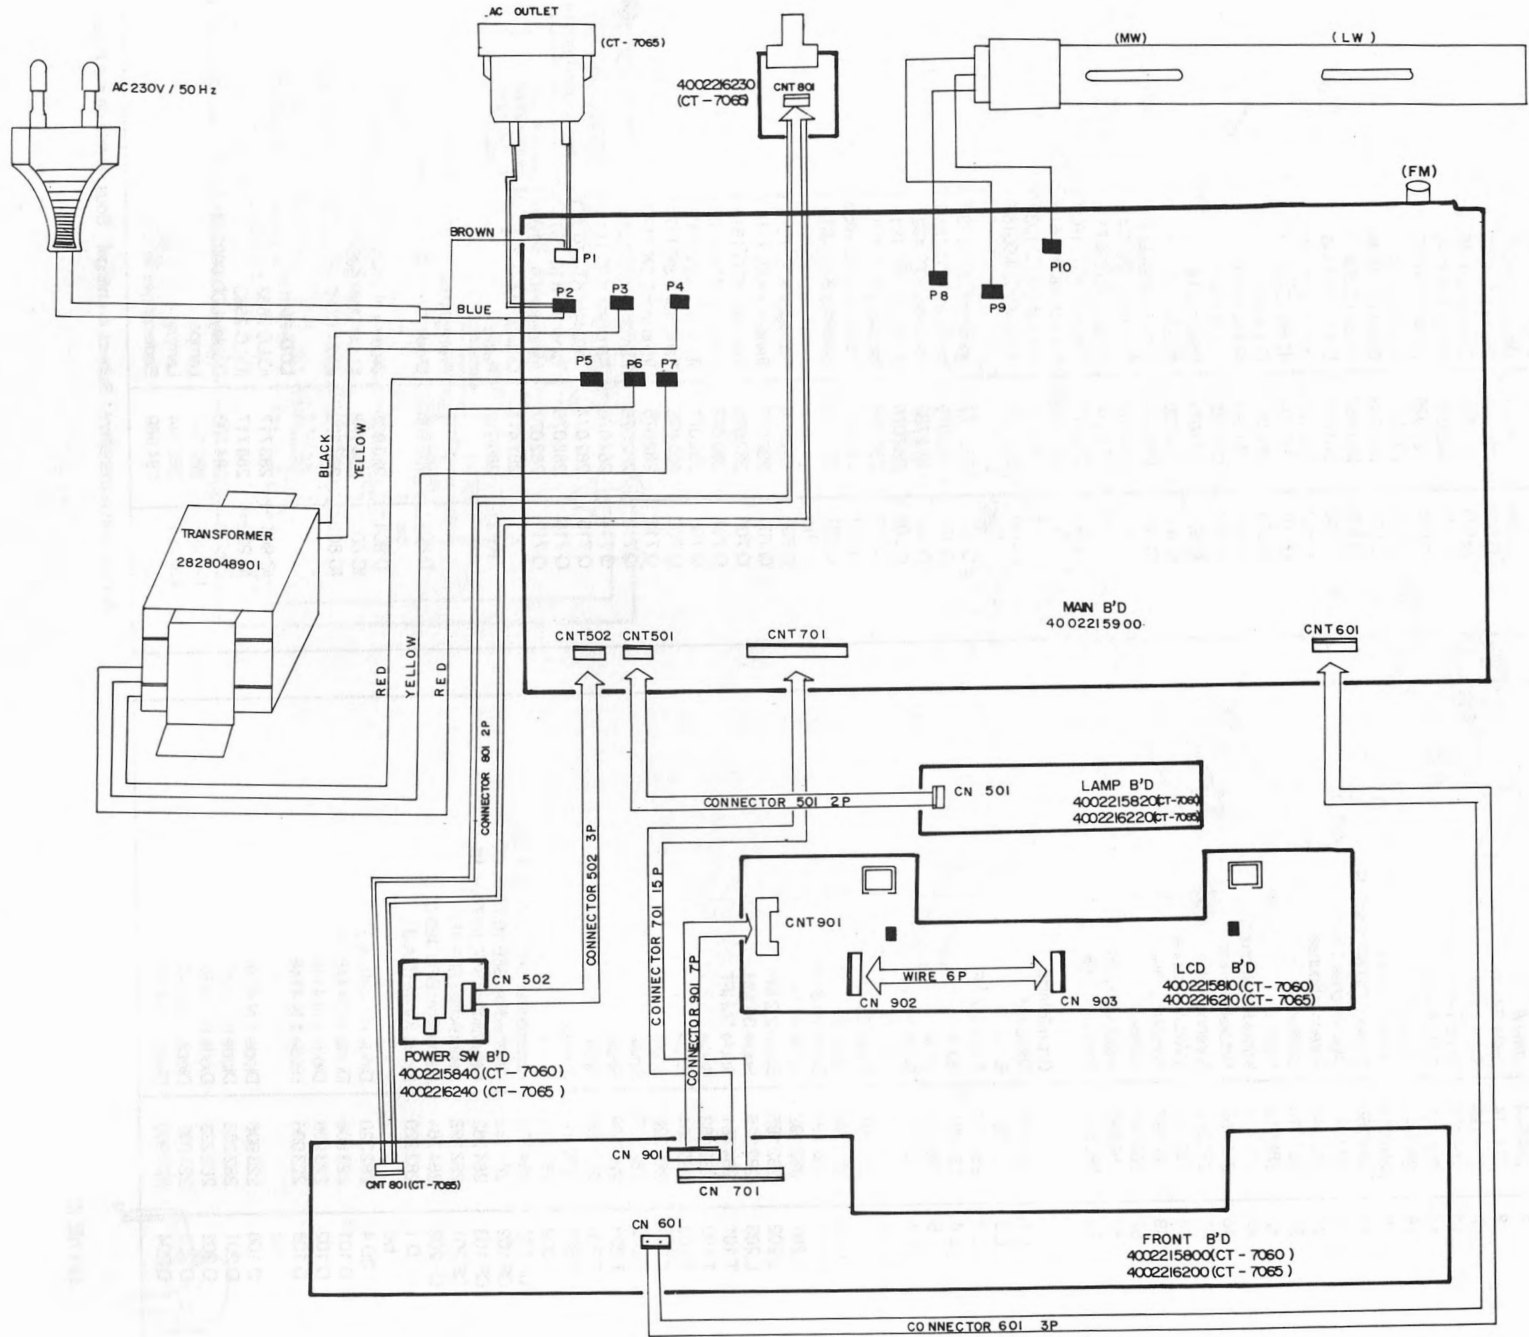 AC OUTLET
(CT-7065)
AC 230V / 50 Hz
4002216230
(CT-7065)
CNT 801
(MW)
(LW)
(FM)
BROWN
P1
P2
P3
P4
BLUE
P5
P6
P7
P8
P9
P10
BLACK
YELLOW
TRANSFORMER
2828048901
RED
YELLOW
RED
MAIN B'D
4002215900
CNT502
CNT501
CNT701
CNT601
CONNECTOR 801 2P
CONNECTOR 502 3P
CONNECTOR 501 2P
CN 501
LAMP B'D
4002215820(CT-7060)
4002216220(CT-7065)
CONNECTOR 701 15P
CONNECTOR 901 7P
CNT901
WIRE 6P
CN 902
CN 903
LCD B'D
4002215810(CT-7060)
4002216210(CT-7065)
CN 502
POWER SW B'D
4002215840(CT-7060)
4002216240(CT-7065)
CNT 801(CT-7065)
CN 901
CN 701
CN 601
FRONT B'D
4002215800(CT-7060)
4002216200(CT-7065)
CONNECTOR 601 3P